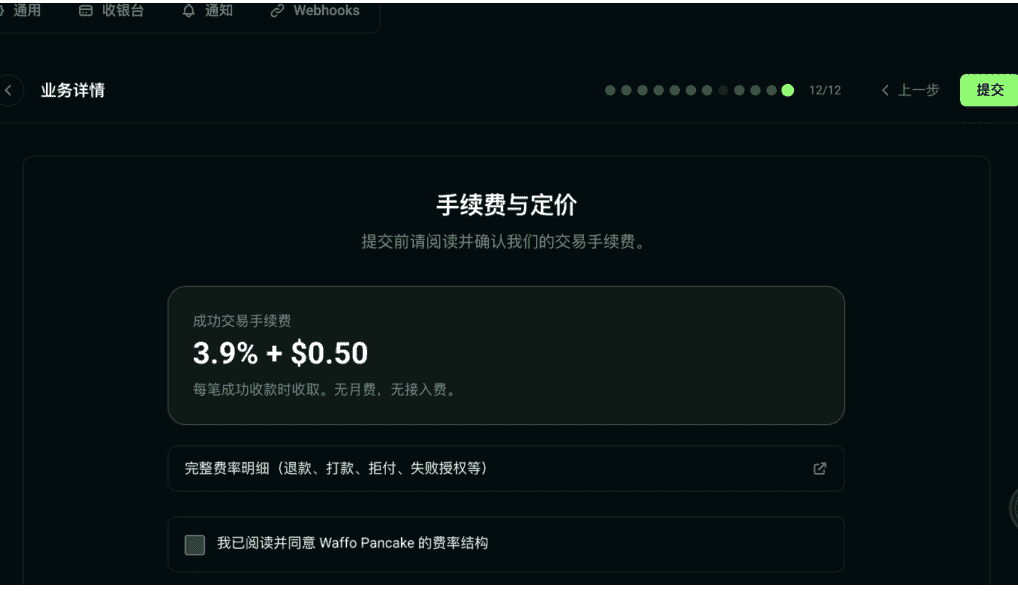 通用 收银台 通知 Webhooks
业务详情 12/12 上一步 提交
手续费与定价
提交前请阅读并确认我们的交易手续费。
成功交易手续费
3.9% + $0.50
每笔成功收款时收取。无月费，无接入费。
完整费率明细（退款、打款、拒付、失败授权等）
我已阅读并同意 Waffo Pancake 的费率结构